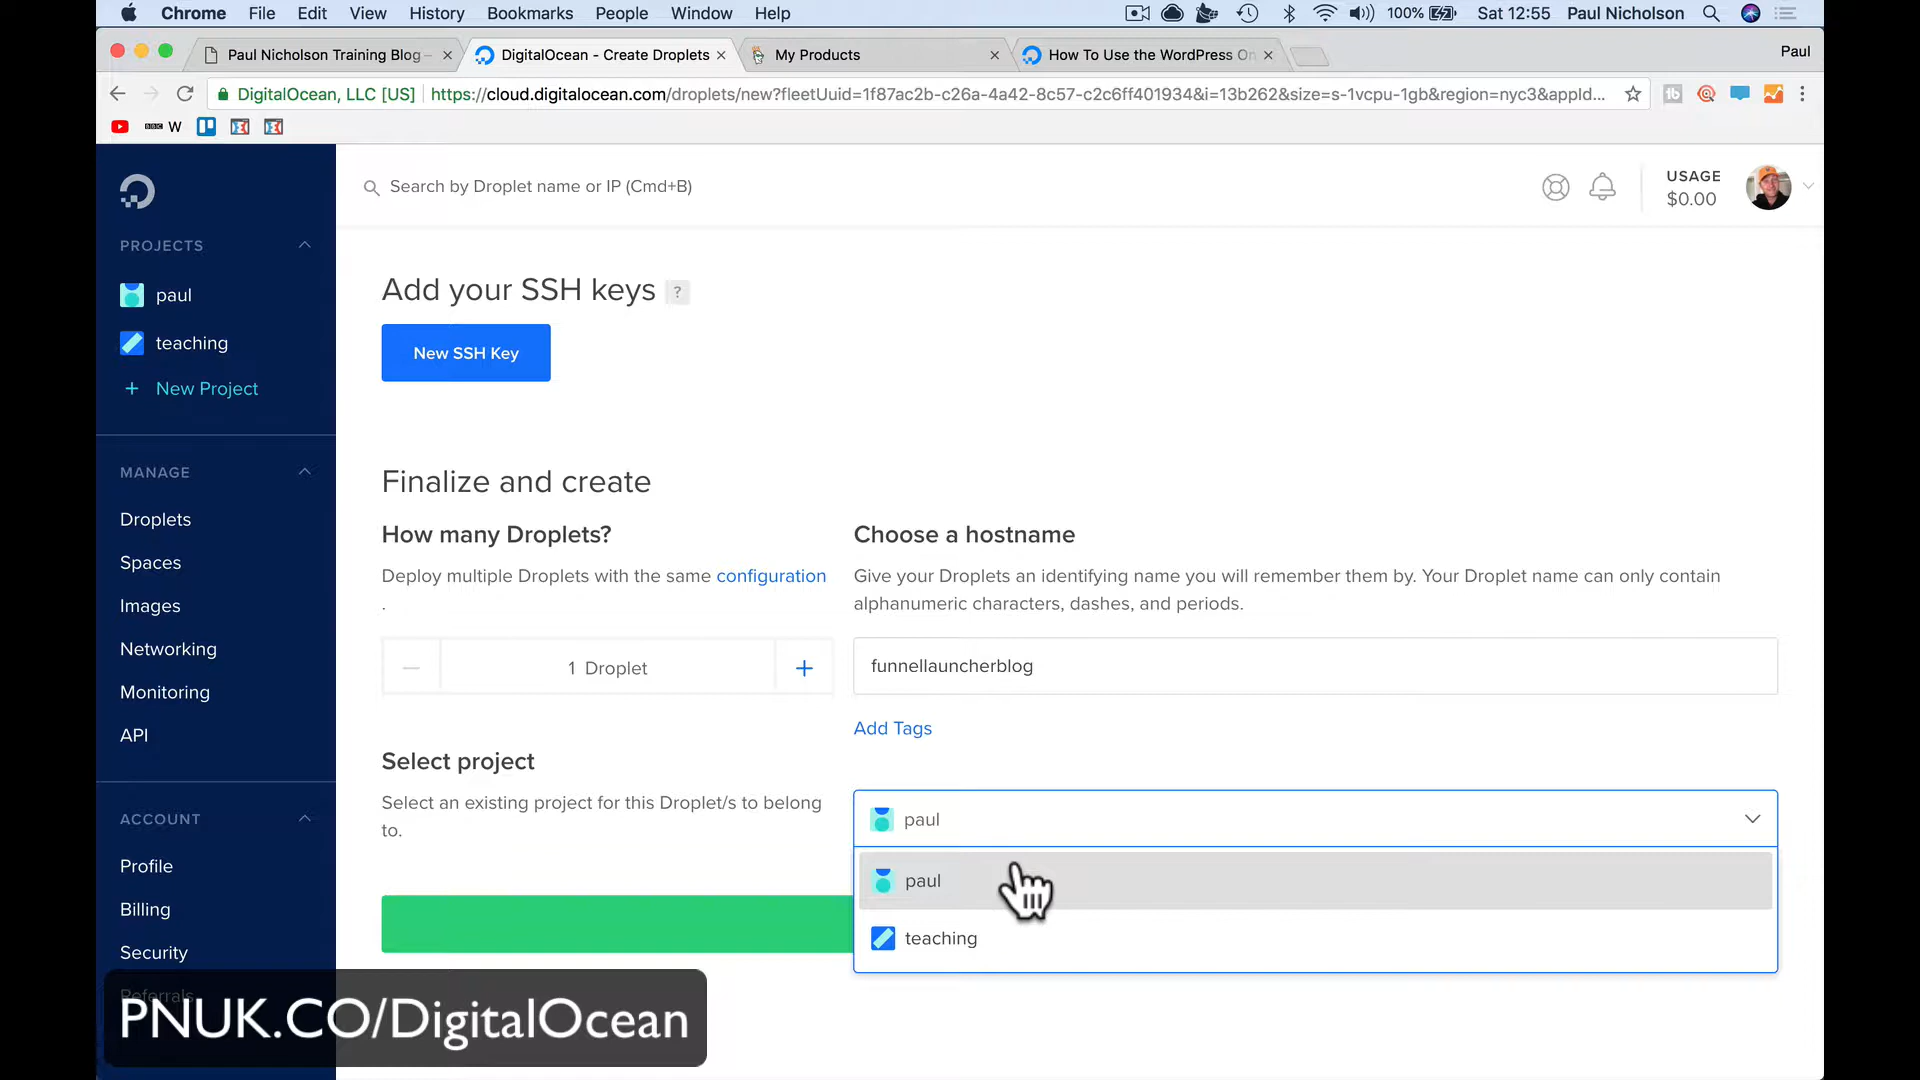 Chrome File Edit View History Bookmarks People Window Help 100% Sat 12:55 Paul Nicholson
Paul Nicholson Training Blog – DigitalOcean - Create Droplets My Products How To Use the WordPress On Paul
DigitalOcean, LLC [US] https://cloud.digitalocean.com/droplets/new?fleetUuid=1f87ac2b-c26a-4a42-8c57-c2c6ff401934&i=13b262&size=s-1vcpu-1gb&region=nyc3&appId...
BBC W
Search by Droplet name or IP (Cmd+B)
USAGE
$0.00
PROJECTS
paul
teaching
+ New Project
MANAGE
Droplets
Spaces
Images
Networking
Monitoring
API
ACCOUNT
Profile
Billing
Security
Referrals
Add your SSH keys ?
New SSH Key
Finalize and create
How many Droplets?
Deploy multiple Droplets with the same configuration
.
1 Droplet
Choose a hostname
Give your Droplets an identifying name you will remember them by. Your Droplet name can only contain
alphanumeric characters, dashes, and periods.
funnellauncherblog
Add Tags
Select project
Select an existing project for this Droplet/s to belong
to.
paul
paul
teaching
PNUK.CO/DigitalOcean